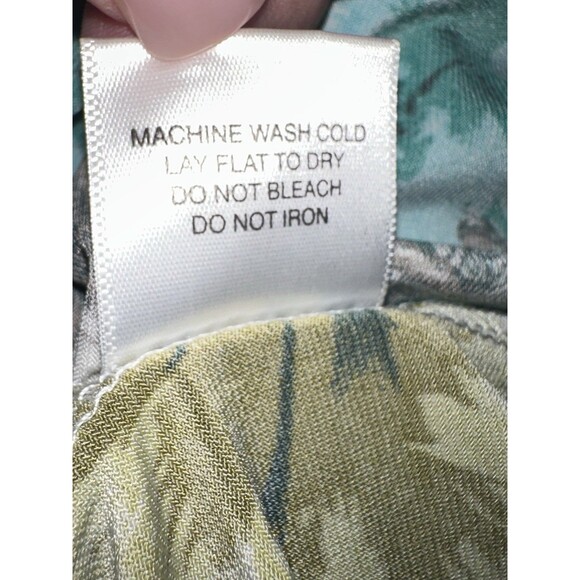 MACHINE WASH COLD
LAY FLAT TO DRY
DO NOT BLEACH
DO NOT IRON